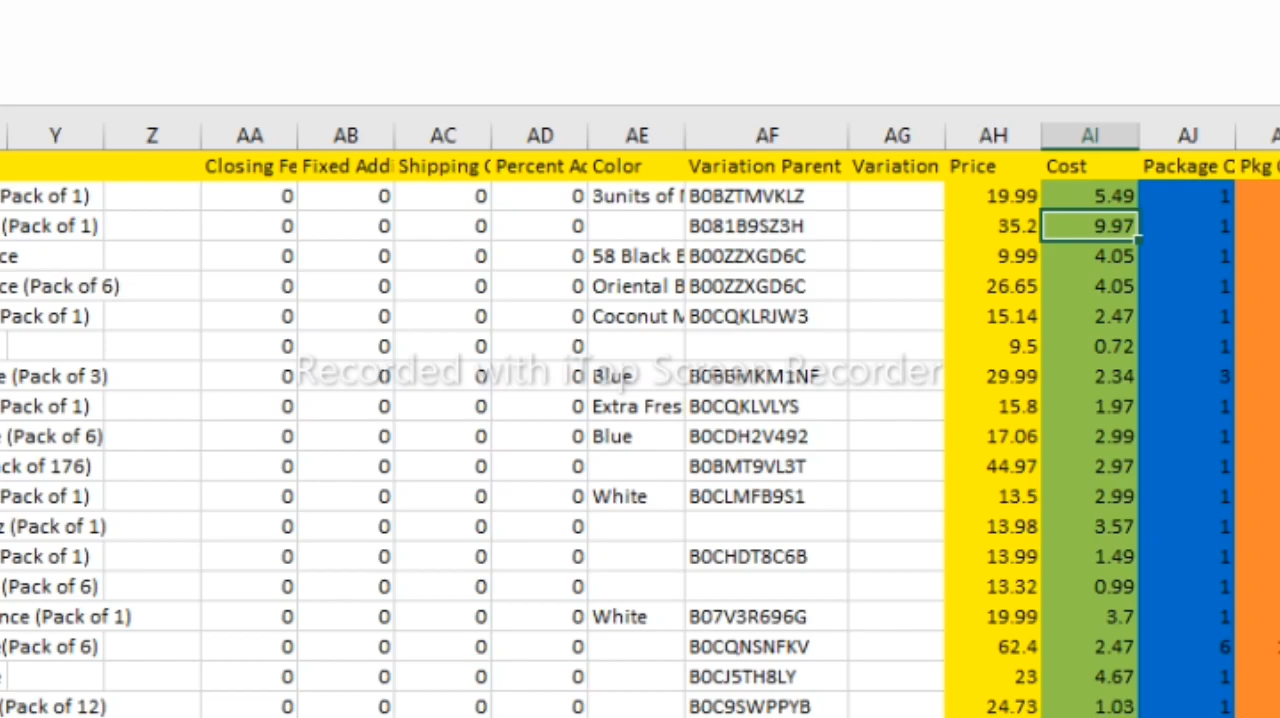 Y Z AA AB AC AD AE AF AG AH AI AJ
Closing Fe Fixed Addi Shipping C Percent Ac Color Variation Parent Variation Price Cost Package C Pkg
Pack of 1) 0 0 0 0 3units of B0BZTMVKLZ 19.99 5.49 1
(Pack of 1) 0 0 0 0 B081B9SZ3H 35.2 9.97 1
ce 0 0 0 0 58 Black B00ZZXGD6C 9.99 4.05 1
ce (Pack of 6) 0 0 0 0 Oriental B B00ZZXGD6C 26.65 4.05 1
Pack of 1) 0 0 0 0 Coconut M B0CQKLRJW3 15.14 2.47 1
0 0 0 0 9.5 0.72 1
Recorded with iTop Screen Recorder
e (Pack of 3) 0 0 0 0 Blue B0BBMKM1NF 29.99 2.34 3
Pack of 1) 0 0 0 0 Extra Fres B0CQKLVLYS 15.8 1.97 1
(Pack of 6) 0 0 0 0 Blue B0CDH2V492 17.06 2.99 1
ck of 176) 0 0 0 0 B0BMT9VL3T 44.97 2.97 1
Pack of 1) 0 0 0 0 White B0CLMFB9S1 13.5 2.99 1
z (Pack of 1) 0 0 0 0 13.98 3.57 1
Pack of 1) 0 0 0 0 B0CHDT8C6B 13.99 1.49 1
(Pack of 6) 0 0 0 0 13.32 0.99 1
nce (Pack of 1) 0 0 0 0 White B07V3R696G 19.99 3.7 1
(Pack of 6) 0 0 0 0 B0CQNSNFKV 62.4 2.47 6
0 0 0 0 B0CJ5TH8LY 23 4.67 1
(Pack of 12) 0 0 0 0 B0C9SWPPYB 24.73 1.03 1